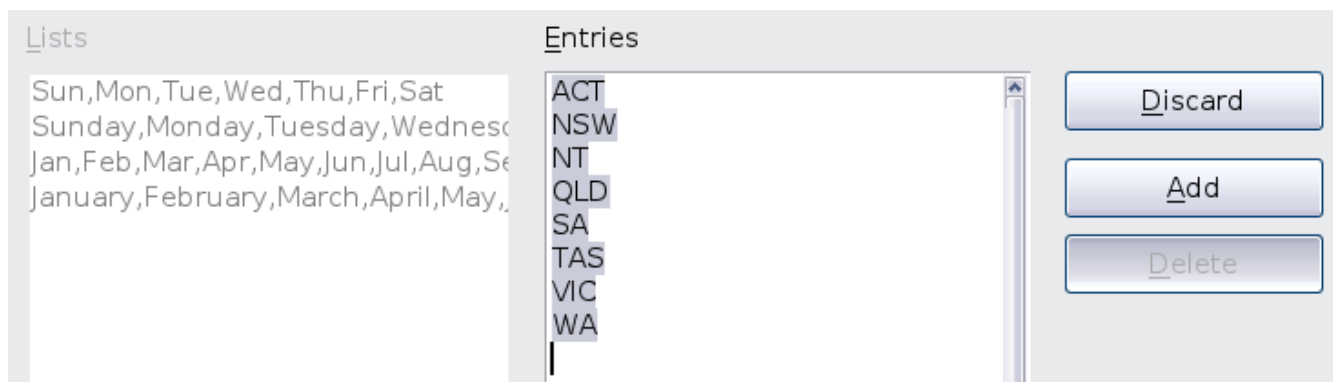 Lists
Sun,Mon,Tue,Wed,Thu,Fri,Sat
Sunday,Monday,Tuesday,Wednesd
Jan,Feb,Mar,Apr,May,Jun,Jul,Aug,Se
January,February,March,April,May,
Entries
ACT
NSW
NT
QLD
SA
TAS
VIC
WA
Discard
Add
Delete